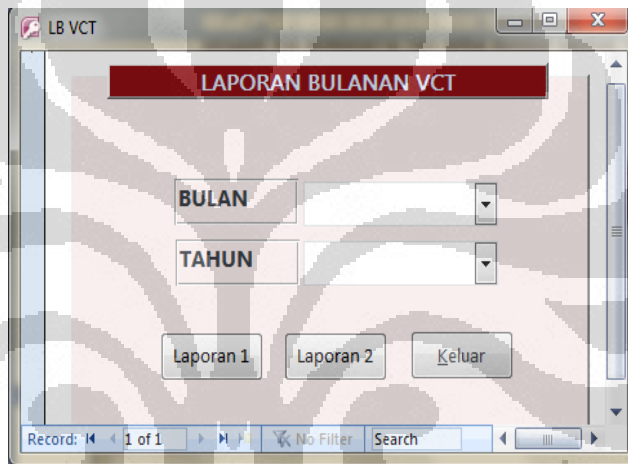 LB VCT
LAPORAN BULANAN VCT
BULAN
TAHUN
Laporan 1 Laporan 2 Keluar
Record: 1 of 1 No Filter Search